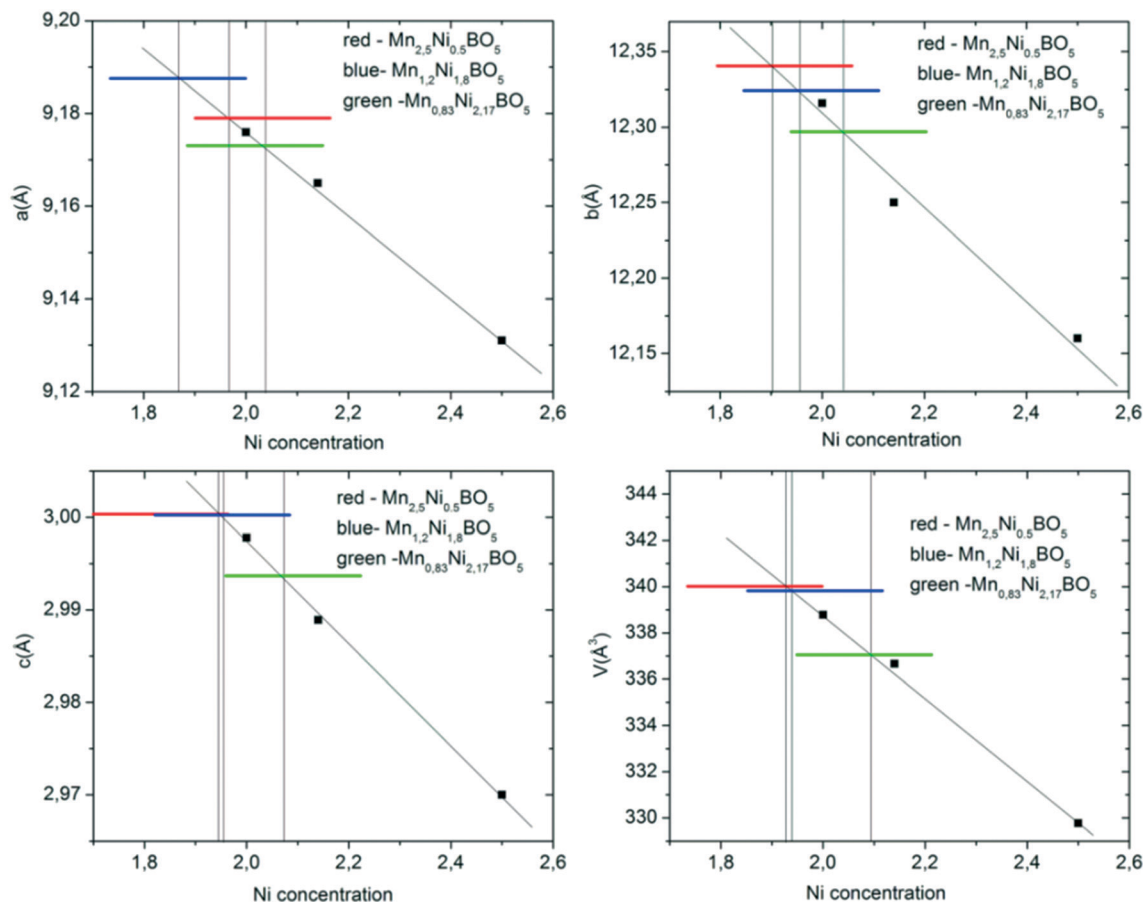 red - Mn2,5Ni0.5BO5
blue- Mn1,2Ni1,8BO5
green -Mn0,83Ni2,17BO5
9,20
9,18
9,16
9,14
9,12
a(Å)
1,8 2,0 2,2 2,4 2,6
Ni concentration
red - Mn2,5Ni0.5BO5
blue- Mn1,2Ni1,8BO5
green -Mn0,83Ni2,17BO5
12,35
12,30
12,25
12,20
12,15
b(Å)
1,8 2,0 2,2 2,4 2,6
Ni concentration
red - Mn2,5Ni0.5BO5
blue- Mn1,2Ni1,8BO5
green -Mn0,83Ni2,17BO5
3,00
2,99
2,98
2,97
c(Å)
1,8 2,0 2,2 2,4 2,6
Ni concentration
red - Mn2,5Ni0.5BO5
blue- Mn1,2Ni1,8BO5
green -Mn0,83Ni2,17BO5
344
342
340
338
336
334
332
330
V(Å3)
1,8 2,0 2,2 2,4 2,6
Ni concentration